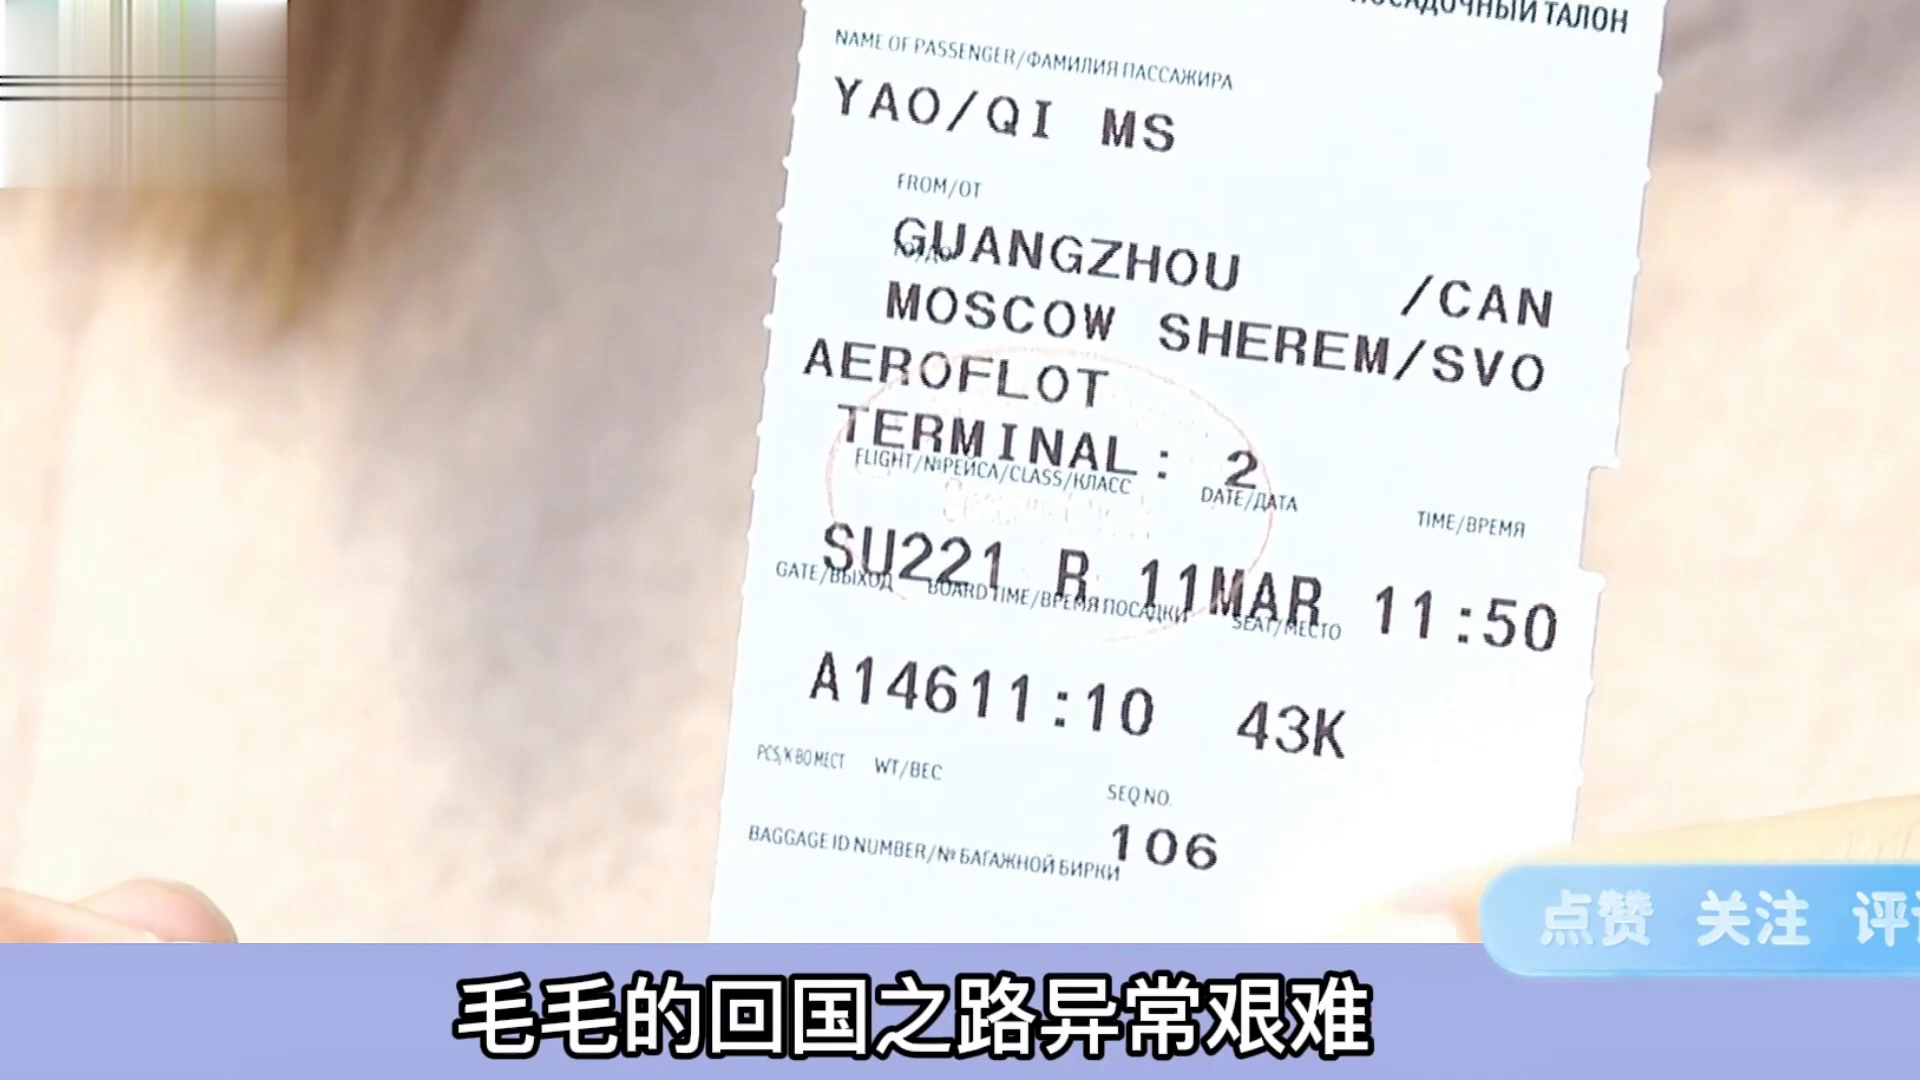 ПОСАДОЧНЫЙ ТАЛОН
NAME OF PASSENGER/ФАМИЛИЯ ПАССАЖИРА
YAO/QI MS
FROM/ОТ
GUANGZHOU /CAN
MOSCOW SHEREM/SVO
AEROFLOT
TERMINAL: 2
FLIGHT/№РЕЙСА/CLASS/КЛАСС DATE/ДАТА TIME/ВРЕМЯ
SU221 R 11MAR 11:50
GATE/ВЫХОД BOARD TIME/ВРЕМЯ ПОСАДКИ SEAT/МЕСТО
A14611:10 43K
PCS/К-ВО МЕСТ WT/ВЕС SEQ NO.
106
BAGGAGE ID NUMBER/№ БАГАЖНОЙ БИРКИ
点赞 关注 评
毛毛的回国之路异常艰难